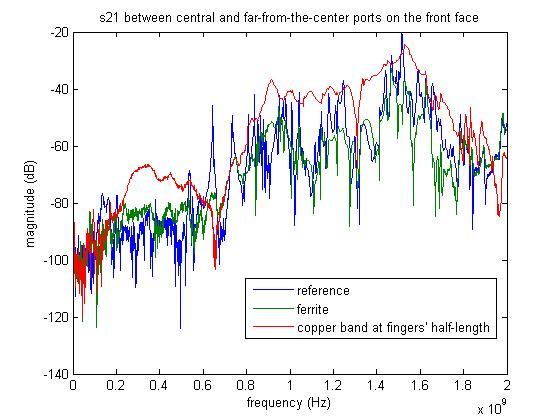 s21 between central and far-from-the-center ports on the front face
-20
-40
-60
-80
-100
-120
-140
magnitude (dB)
reference
ferrite
copper band at fingers' half-length
0 0.2 0.4 0.6 0.8 1 1.2 1.4 1.6 1.8 2
frequency (Hz)
x 10^9